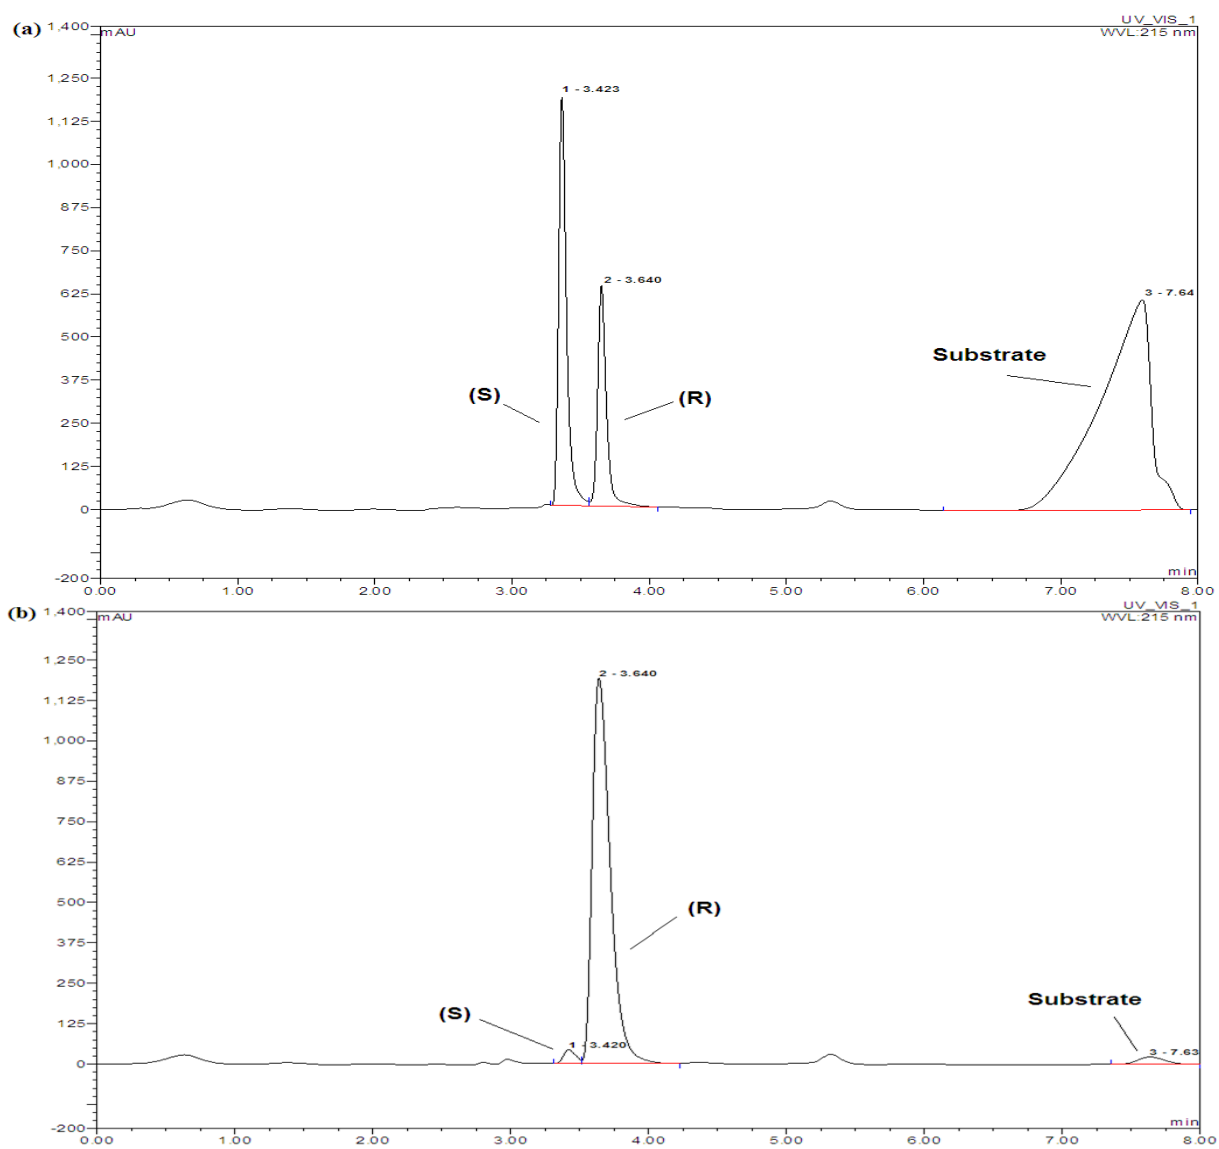 (a)
UV_VIS_1
mAU
WVL:215 nm
1,400
1,250
1,125
1,000
875
750
625
500
375
250
125
0
-200
1 - 3.423
2 - 3.640
3 - 7.64
Substrate
(S)
(R)
min
0.00 1.00 2.00 3.00 4.00 5.00 6.00 7.00 8.00
(b)
UV_VIS_1
mAU
WVL:215 nm
1,400
1,250
1,125
1,000
875
750
625
500
375
250
125
0
-200
2 - 3.640
(R)
(S)
Substrate
1 - 3.420
3 - 7.63
min
0.00 1.00 2.00 3.00 4.00 5.00 6.00 7.00 8.00